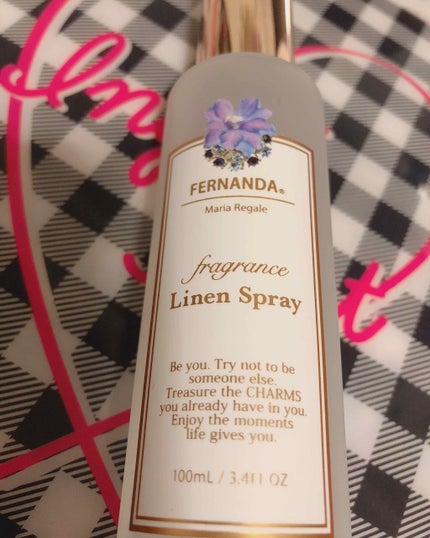 FERNANDA®
Maria Regale
fragrance
Linen Spray
Be you. Try not to be
someone else.
Treasure the CHARMS
you already have in you.
Enjoy the moments
life gives you.
100mL / 3.4Fl OZ